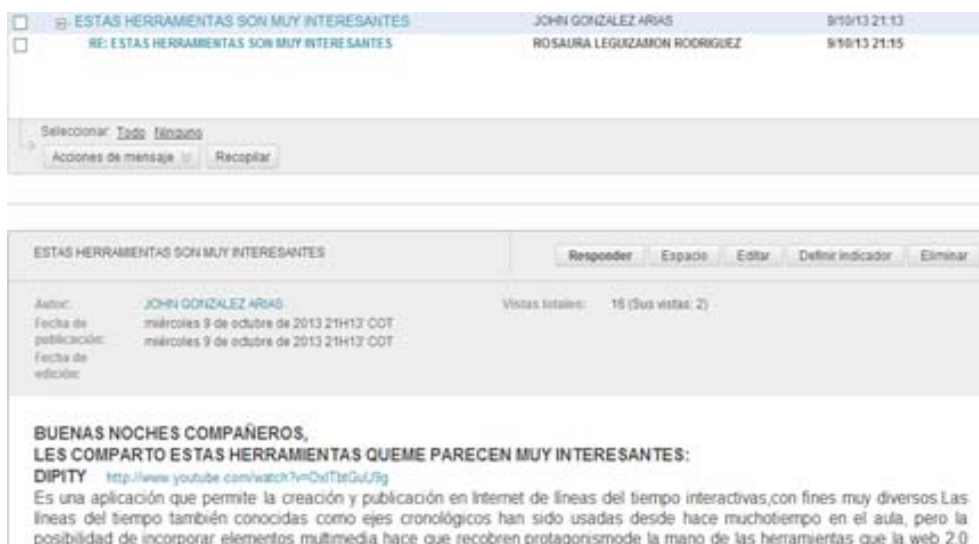 ESTAS HERRAMIENTAS SON MUY INTERESANTES JOHN GONZALEZ ARIAS 9/10/13 21:13
RE: ESTAS HERRAMIENTAS SON MUY INTERESANTES ROSAURA LEGUIZAMON RODRIGUEZ 9/10/13 21:15
Seleccionar: Todo Ninguno
Acciones de mensaje Recopilar
ESTAS HERRAMIENTAS SON MUY INTERESANTES Responder Espacio Editar Definir indicador Eliminar
Autor: JOHN GONZALEZ ARIAS Vistas totales: 16 (Sus vistas: 2)
Fecha de publicación: miércoles 9 de octubre de 2013 21H13' COT
Fecha de edición: miércoles 9 de octubre de 2013 21H13' COT
BUENAS NOCHES COMPAÑEROS,
LES COMPARTO ESTAS HERRAMIENTAS QUEME PARECEN MUY INTERESANTES:
DIPITY
Es una aplicación que permite la creación y publicación en Internet de líneas del tiempo interactivas,con fines muy diversos.Las
líneas del tiempo también conocidas como ejes cronológicos han sido usadas desde hace muchotiempo en el aula, pero la
posibilidad de incorporar elementos multimedia hace que recobren protagonismode la mano de las herramientas que la web 2.0